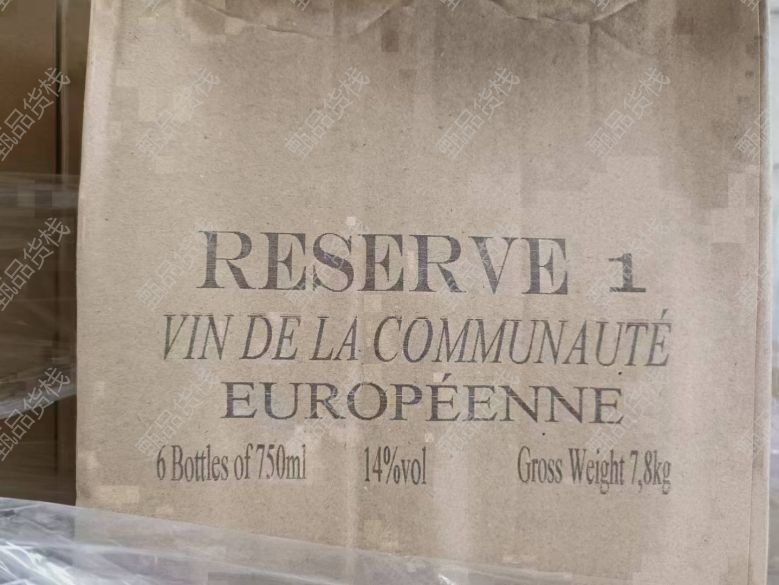 RESERVE 1
VIN DE LA COMMUNAUTÉ
EUROPÉENNE
6 Bottles of 750ml 14%vol Gross Weight 7,8kg
甄品货栈